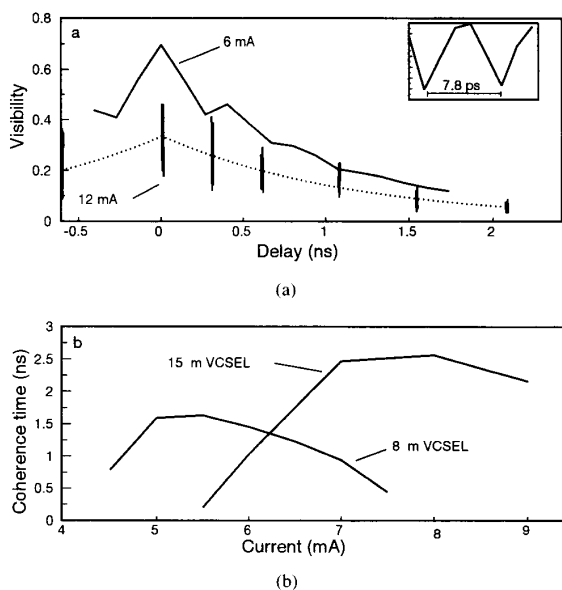 0.8
a
6 mA
7.8 ps
0.6
Visibility
0.4
0.2
12 mA
0
-0.5 0 0.5 1 1.5 2
Delay (ns)
(a)
3
b
2.5
15 m VCSEL
2
1.5
8 m VCSEL
1
0.5
0
Coherence time (ns)
4 5 6 7 8 9
Current (mA)
(b)